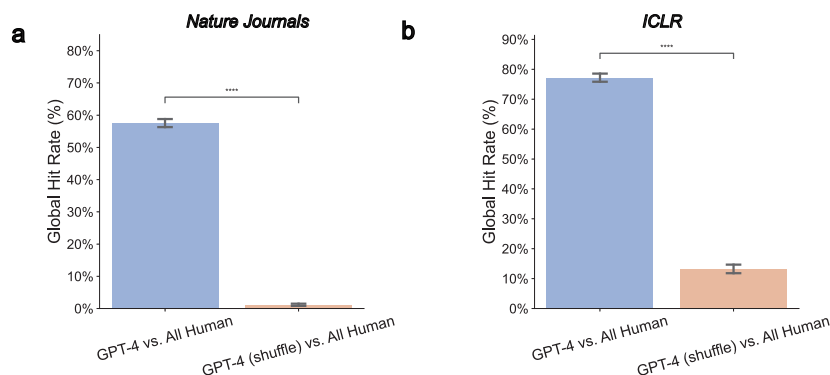 a
Nature Journals
Global Hit Rate (%)
80%
70%
60%
50%
40%
30%
20%
10%
0%
****
GPT-4 vs. All Human
GPT-4 (shuffle) vs. All Human
b
ICLR
Global Hit Rate (%)
90%
80%
70%
60%
50%
40%
30%
20%
10%
0%
****
GPT-4 vs. All Human
GPT-4 (shuffle) vs. All Human